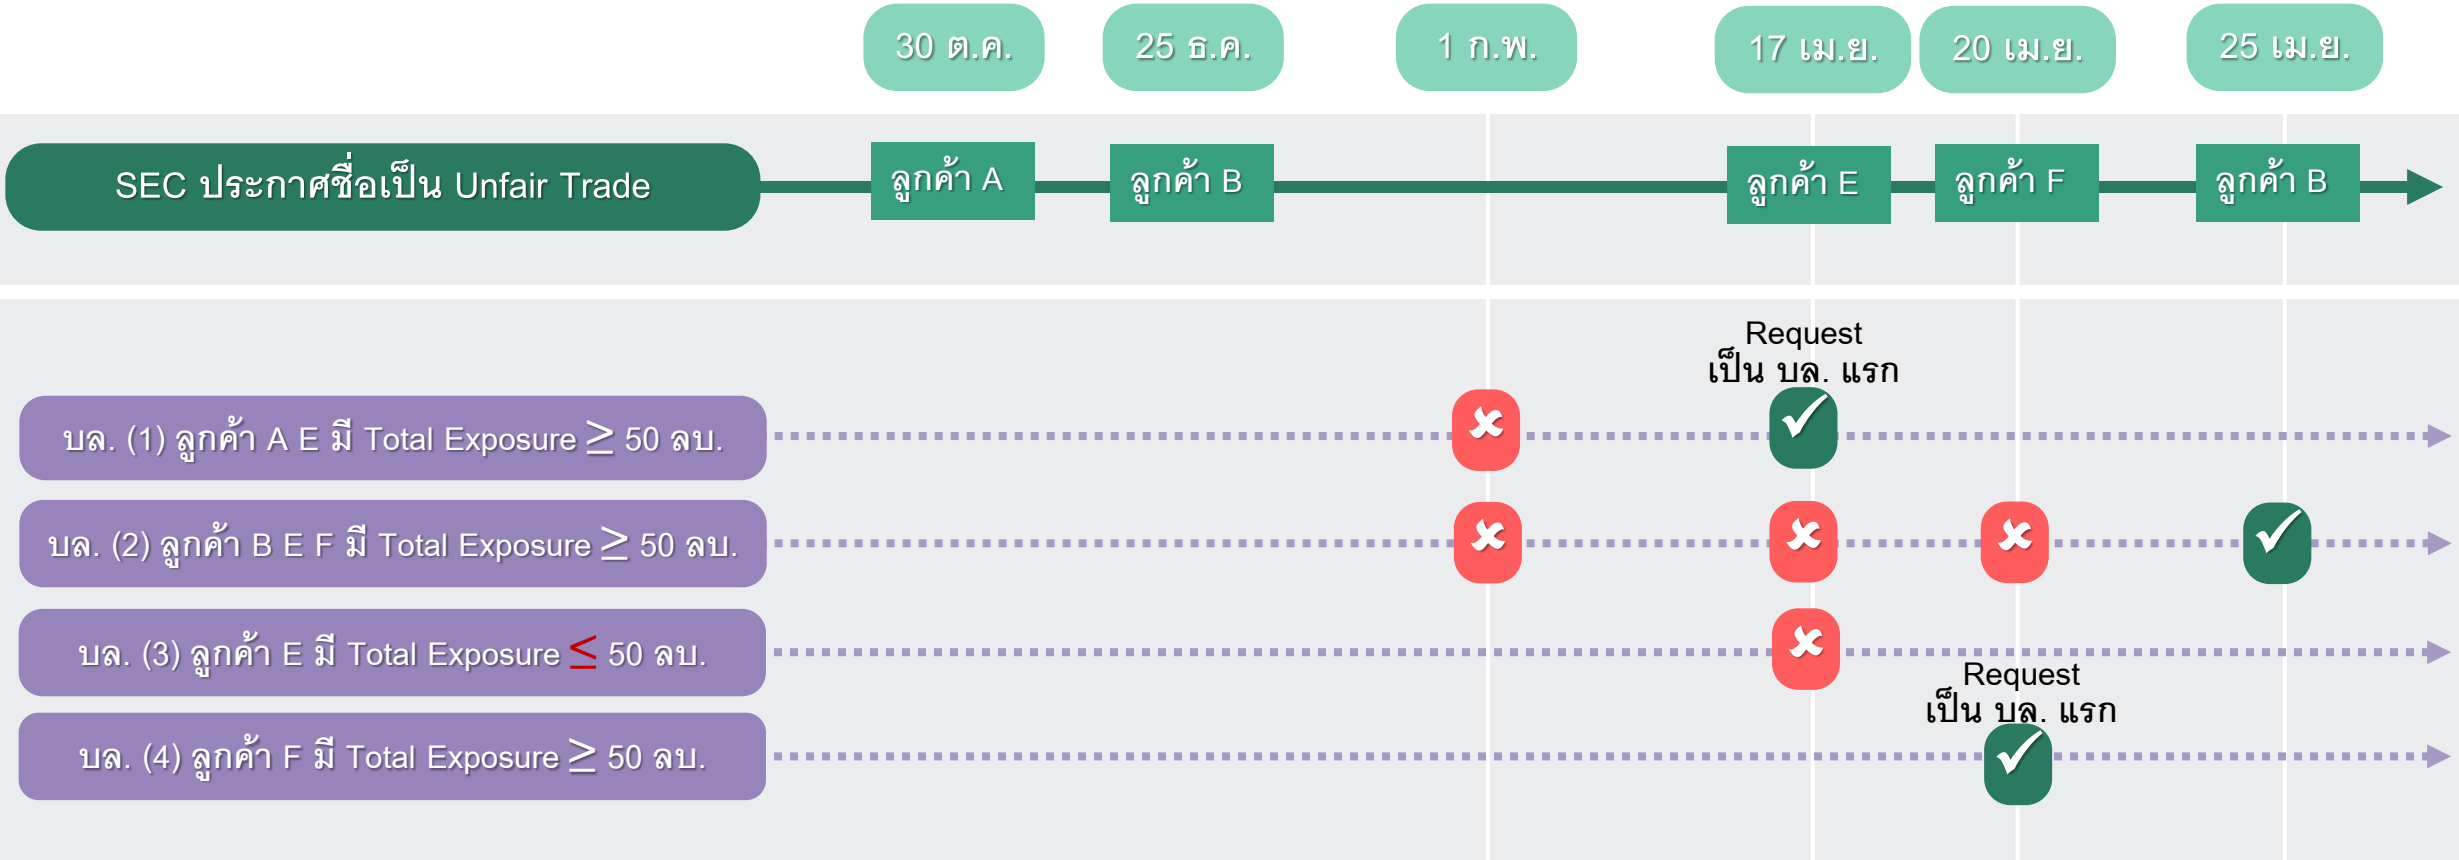 30 ต.ค.
25 ธ.ค.
1 ก.พ.
17 เม.ย.
20 เม.ย.
25 เม.ย.
SEC ประกาศชื่อเป็น Unfair Trade
ลูกค้า A
ลูกค้า B
ลูกค้า E
ลูกค้า F
ลูกค้า B
Request
เป็น บล. แรก
บล. (1) ลูกค้า A E มี Total Exposure ≥ 50 ลบ.
บล. (2) ลูกค้า B E F มี Total Exposure ≥ 50 ลบ.
บล. (3) ลูกค้า E มี Total Exposure ≤ 50 ลบ.
Request
เป็น บล. แรก
บล. (4) ลูกค้า F มี Total Exposure ≥ 50 ลบ.